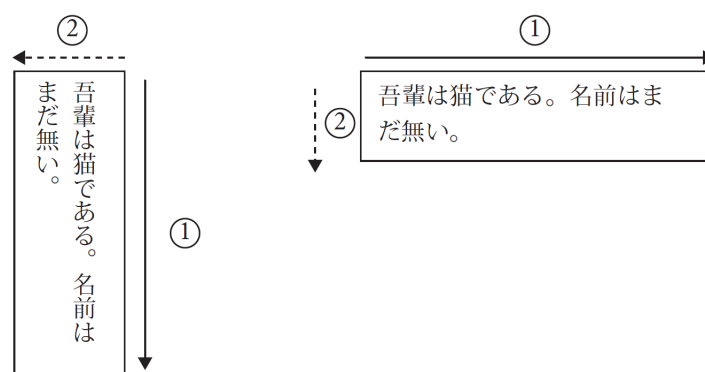 ②
吾輩は猫である。名前は
まだ無い。
①
①
②
吾輩は猫である。名前はま
だ無い。